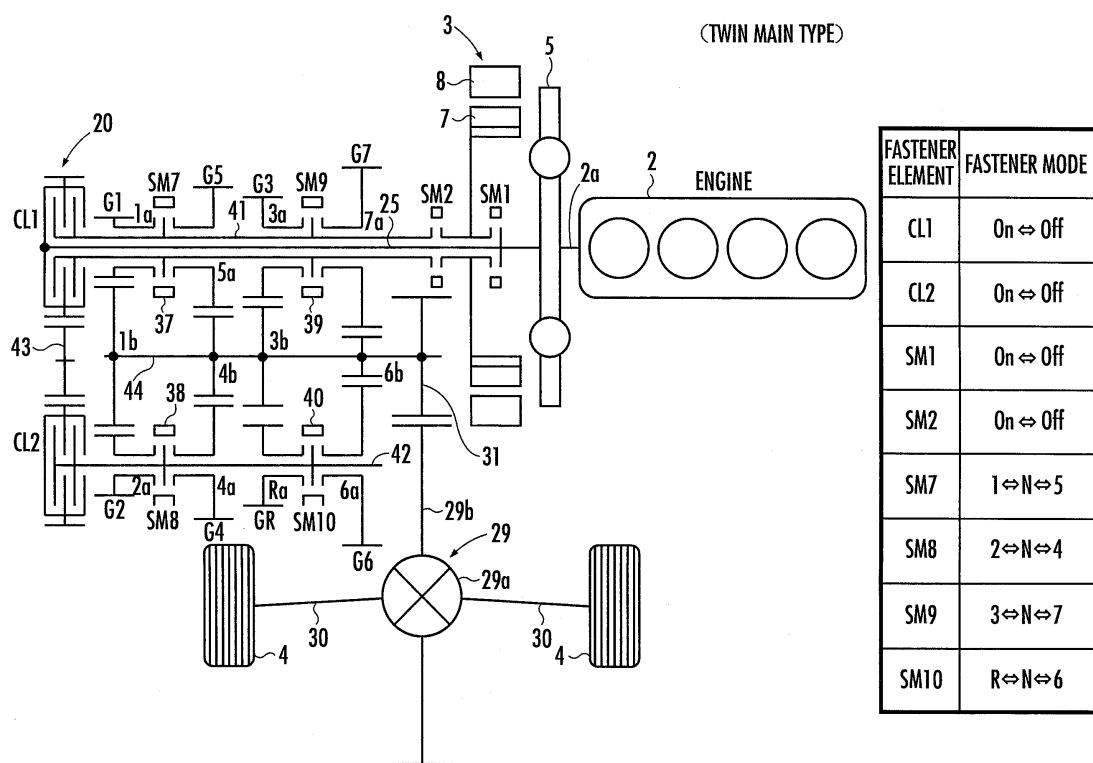 (TWIN MAIN TYPE)
3
5
8
7
20
G7
SM7
G5
G3
SM9
2
ENGINE
2a
CL1
G1
1a
41
3a
7a
25
SM2
SM1
5a
37
39
43
1b
3b
44
4b
6b
38
40
CL2
42
31
2a
4a
Ra
6a
G2
SM8
G4
GR
SM10
G6
29b
29
29a
30
30
4
4
FASTENER ELEMENT
FASTENER MODE
CL1
On⇔Off
CL2
On⇔Off
SM1
On⇔Off
SM2
On⇔Off
SM7
1⇔N⇔5
SM8
2⇔N⇔4
SM9
3⇔N⇔7
SM10
R⇔N⇔6